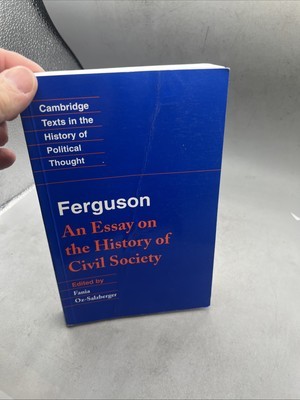 Cambridge
Texts in the
History of
Political
Thought
Ferguson
An Essay on
the History of
Civil Society
Edited by
Fania
Oz-Salzberger